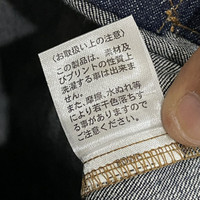 〈お取扱い上の注意〉
この製品は、素材及
びプリントの性質上
洗濯する事は出来ま
せん。
また、摩擦、水ぬれ等
により若干色落ちす
る事がありますので
ご注意ください。